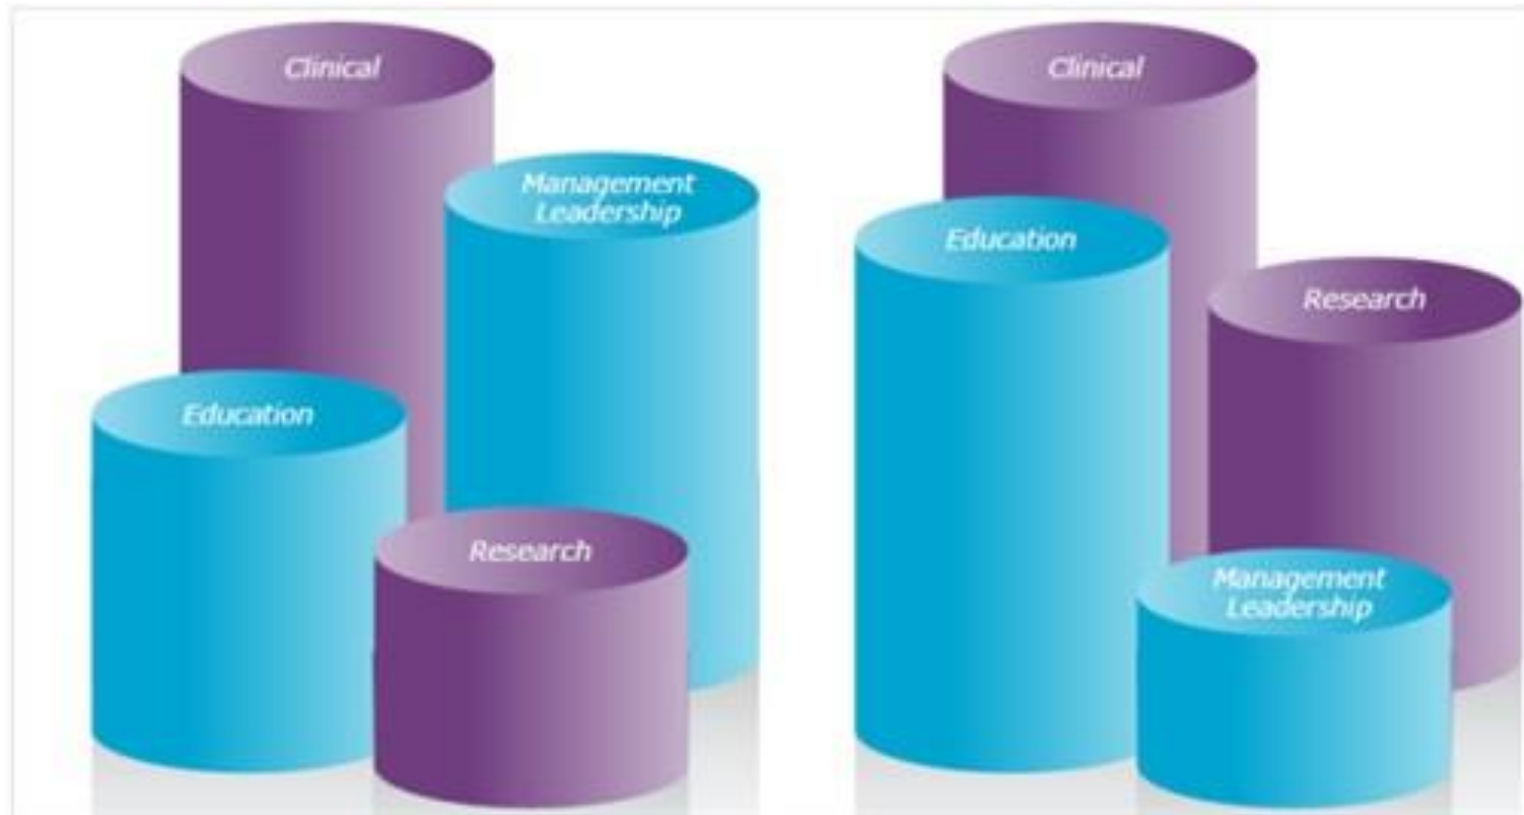 Clinical
Management
Leadership
Education
Research
Clinical
Education
Research
Management
Leadership